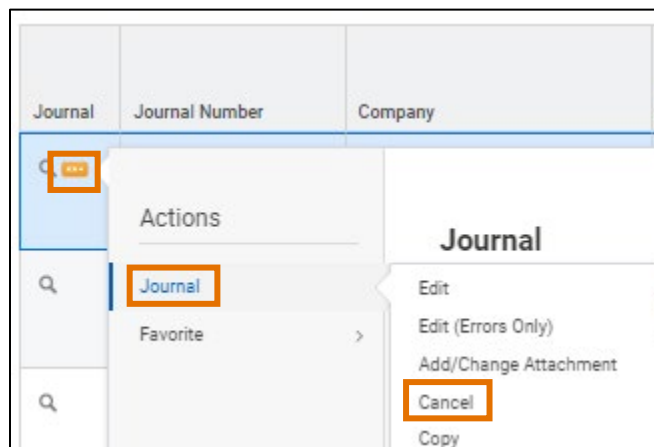 Journal Journal Number Company
Actions
Journal
Journal
Edit
Favorite
Edit (Errors Only)
Add/Change Attachment
Cancel
Copy